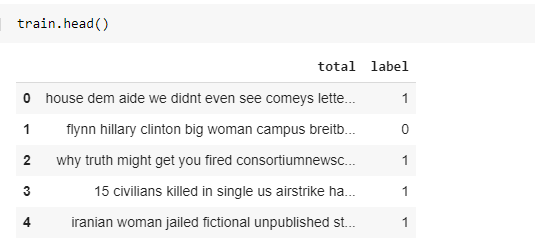 train.head()
total label
0 house dem aide we didnt even see comeys lette... 1
1 flynn hillary clinton big woman campus breitb... 0
2 why truth might get you fired consortiumnewsc... 1
3 15 civilians killed in single us airstrike ha... 1
4 iranian woman jailed fictional unpublished st... 1